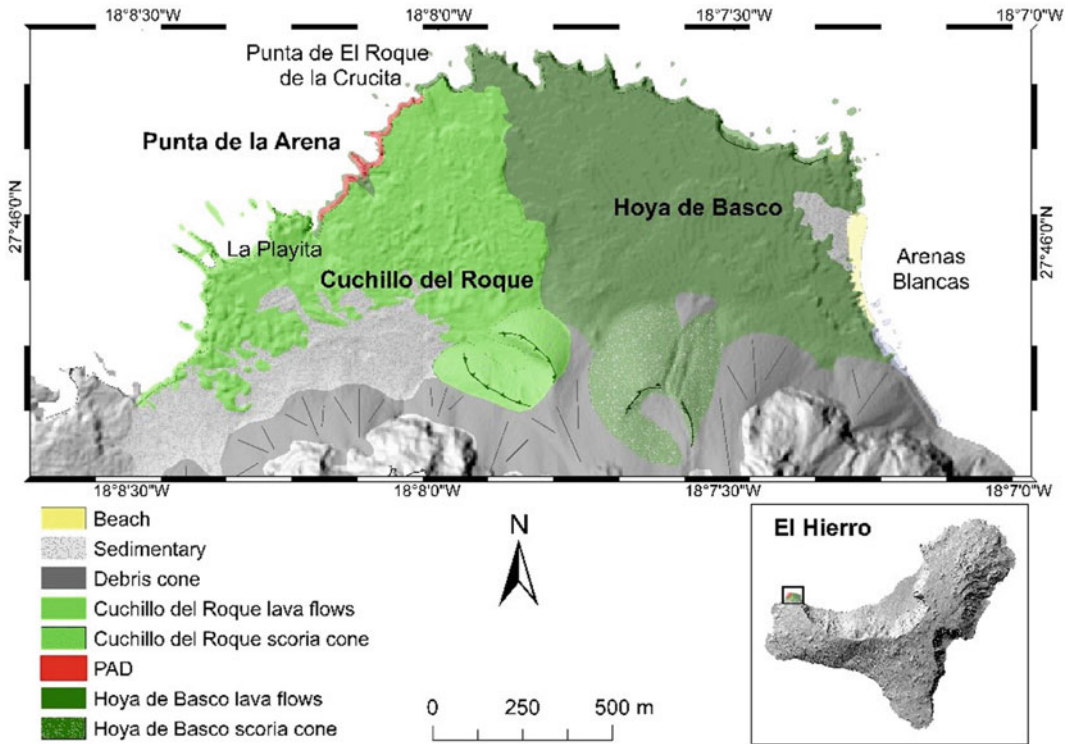 18°8'30"W
18°8'0"W
18°7'30"W
18°7'0"W
Punta de El Roque
de la Crucita
Punta de la Arena
27°46'0"N
Hoya de Basco
27°46'0"N
La Playita
Arenas
Blancas
Cuchillo del Roque
18°8'30"W
18°8'0"W
18°7'30"W
18°7'0"W
Beach
Sedimentary
Debris cone
Cuchillo del Roque lava flows
Cuchillo del Roque scoria cone
PAD
Hoya de Basco lava flows
Hoya de Basco scoria cone
N
0 250 500 m
El Hierro